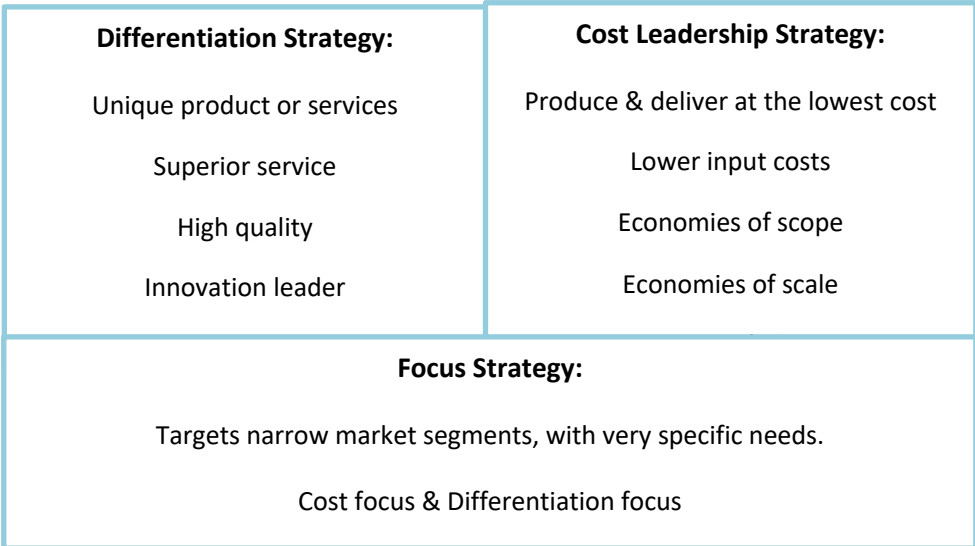 Differentiation Strategy:
Unique product or services
Superior service
High quality
Innovation leader
Cost Leadership Strategy:
Produce & deliver at the lowest cost
Lower input costs
Economies of scope
Economies of scale
Focus Strategy:
Targets narrow market segments, with very specific needs.
Cost focus & Differentiation focus